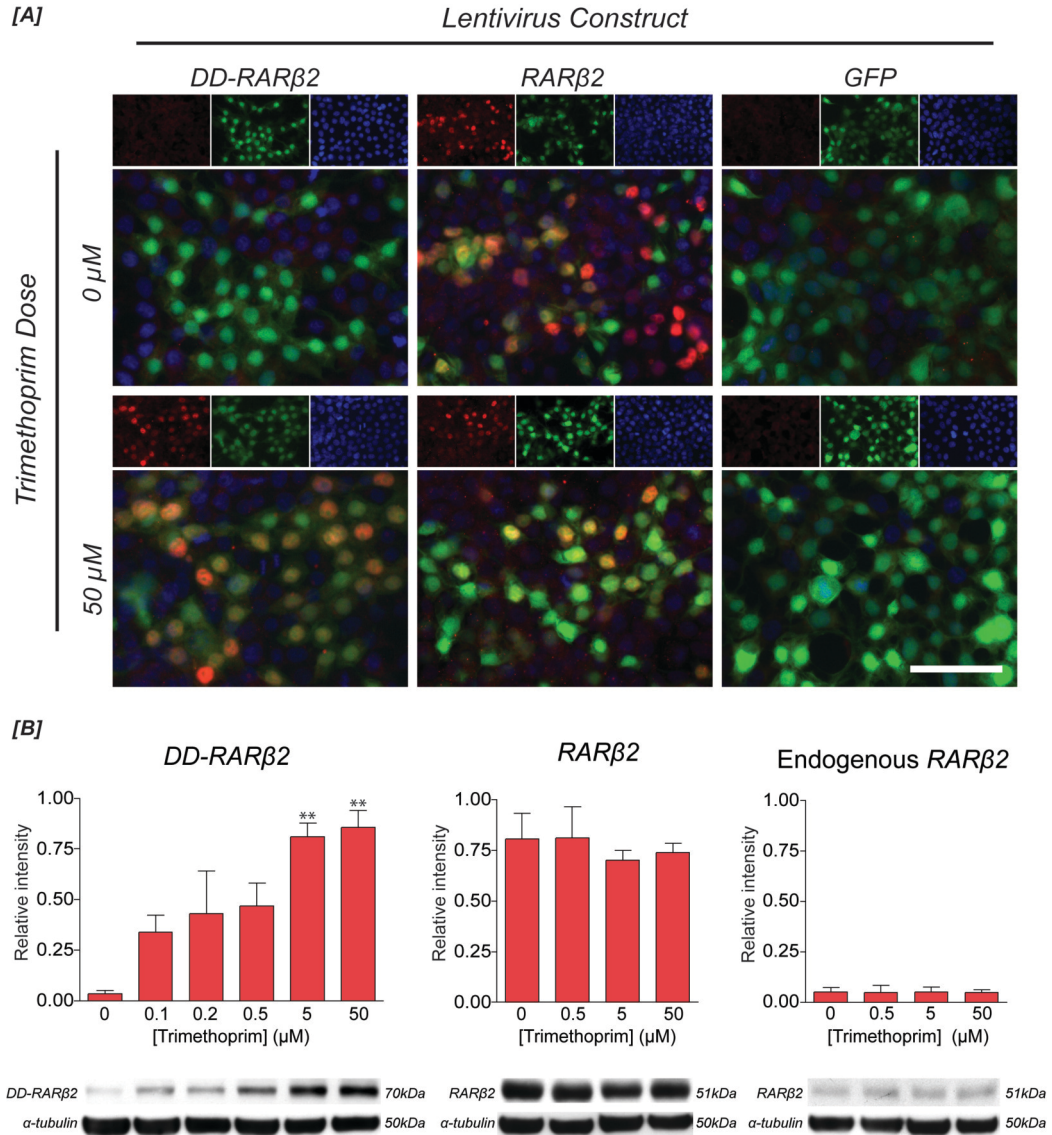 [A]
Lentivirus Construct
DD-RARβ2 RARβ2 GFP
Trimethoprim Dose
0 µM
50 µM
[B]
DD-RARβ2
Relative intensity
1.00
0.75
0.50
0.25
0.00
** **
0 0.1 0.2 0.5 5 50
[Trimethoprim] (µM)
DD-RARβ2 70kDa
α-tubulin 50kDa
RARβ2
Relative intensity
1.00
0.75
0.50
0.25
0.00
0 0.5 5 50
[Trimethoprim] (µM)
RARβ2 51kDa
α-tubulin 50kDa
Endogenous RARβ2
Relative intensity
1.00
0.75
0.50
0.25
0.00
0 0.5 5 50
[Trimethoprim] (µM)
RARβ2 51kDa
α-tubulin 50kDa